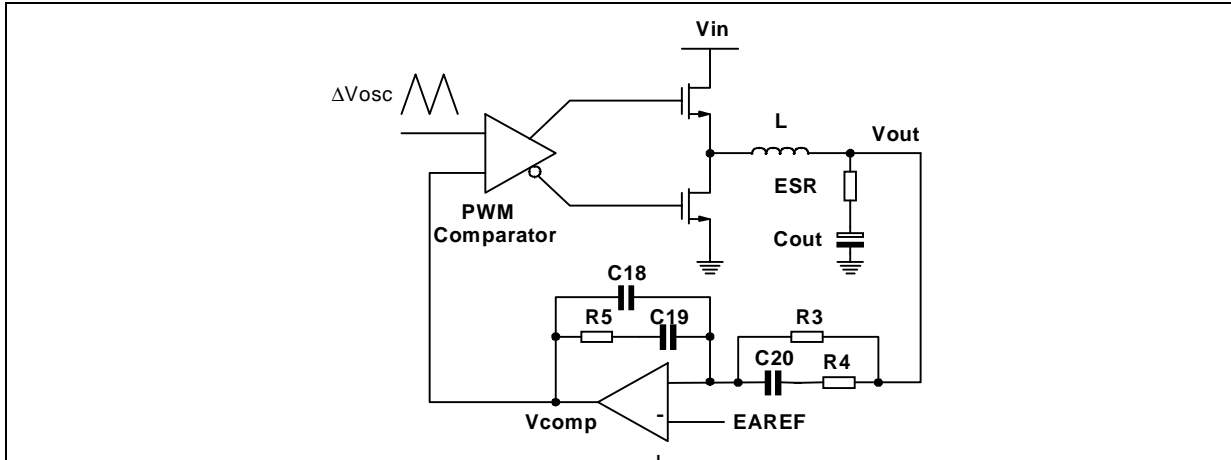 Vin
ΔVosc
L
Vout
ESR
PWM
Comparator
Cout
C18
R5
C19
R3
C20
R4
Vcomp
-
EAREF